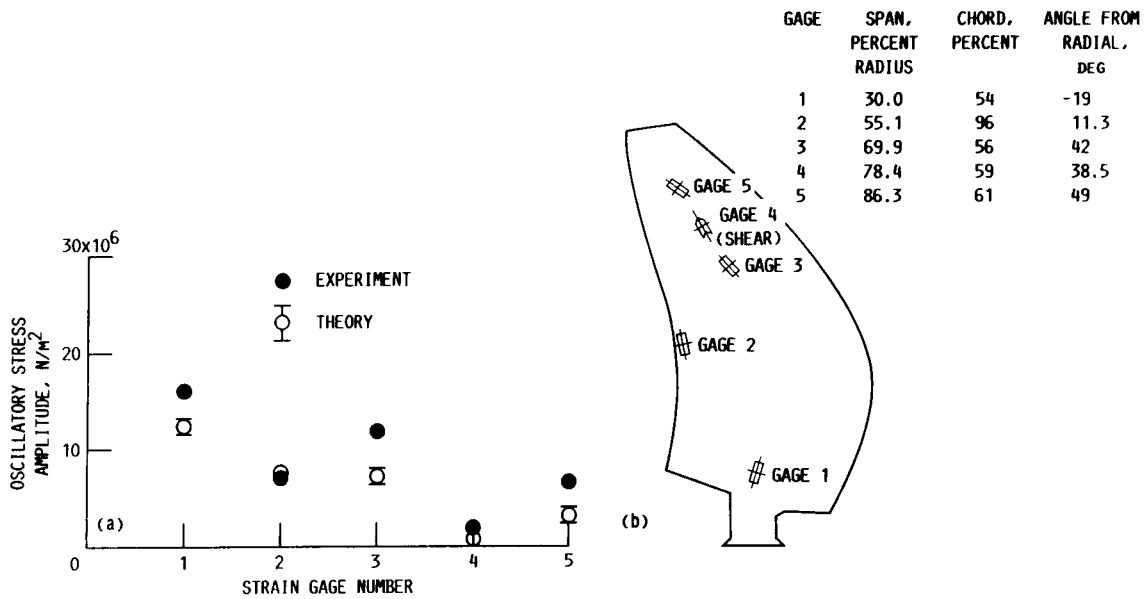 GAGE SPAN, CHORD, ANGLE FROM
PERCENT PERCENT RADIAL,
RADIUS DEG
1 30.0 54 -19
2 55.1 96 11.3
3 69.9 56 42
4 78.4 59 38.5
5 86.3 61 49
GAGE 5
GAGE 4
(SHEAR)
GAGE 3
GAGE 2
GAGE 1
(b)
30x10⁶
20
10
0
OSCILLATORY STRESS
AMPLITUDE, N/M²
EXPERIMENT
THEORY
(a)
1 2 3 4 5
STRAIN GAGE NUMBER